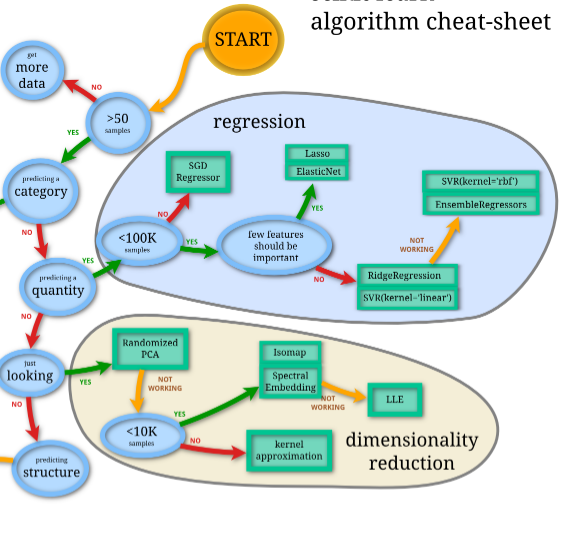 algorithm cheat-sheet
START
get
more
data
NO
>50
samples
YES
regression
predicting a
category
NO
SGD
Regressor
Lasso
ElasticNet
SVR(kernel='rbf')
EnsembleRegressors
NO
YES
<100K
samples
YES
few features
should be
important
NOT
WORKING
predicting a
quantity
YES
NO
RidgeRegression
SVR(kernel='linear')
NO
Randomized
PCA
just
looking
YES
NOT
WORKING
Isomap
Spectral
Embedding
NOT
WORKING
LLE
NO
<10K
samples
YES
NO
kernel
approximation
dimensionality
reduction
predicting
structure